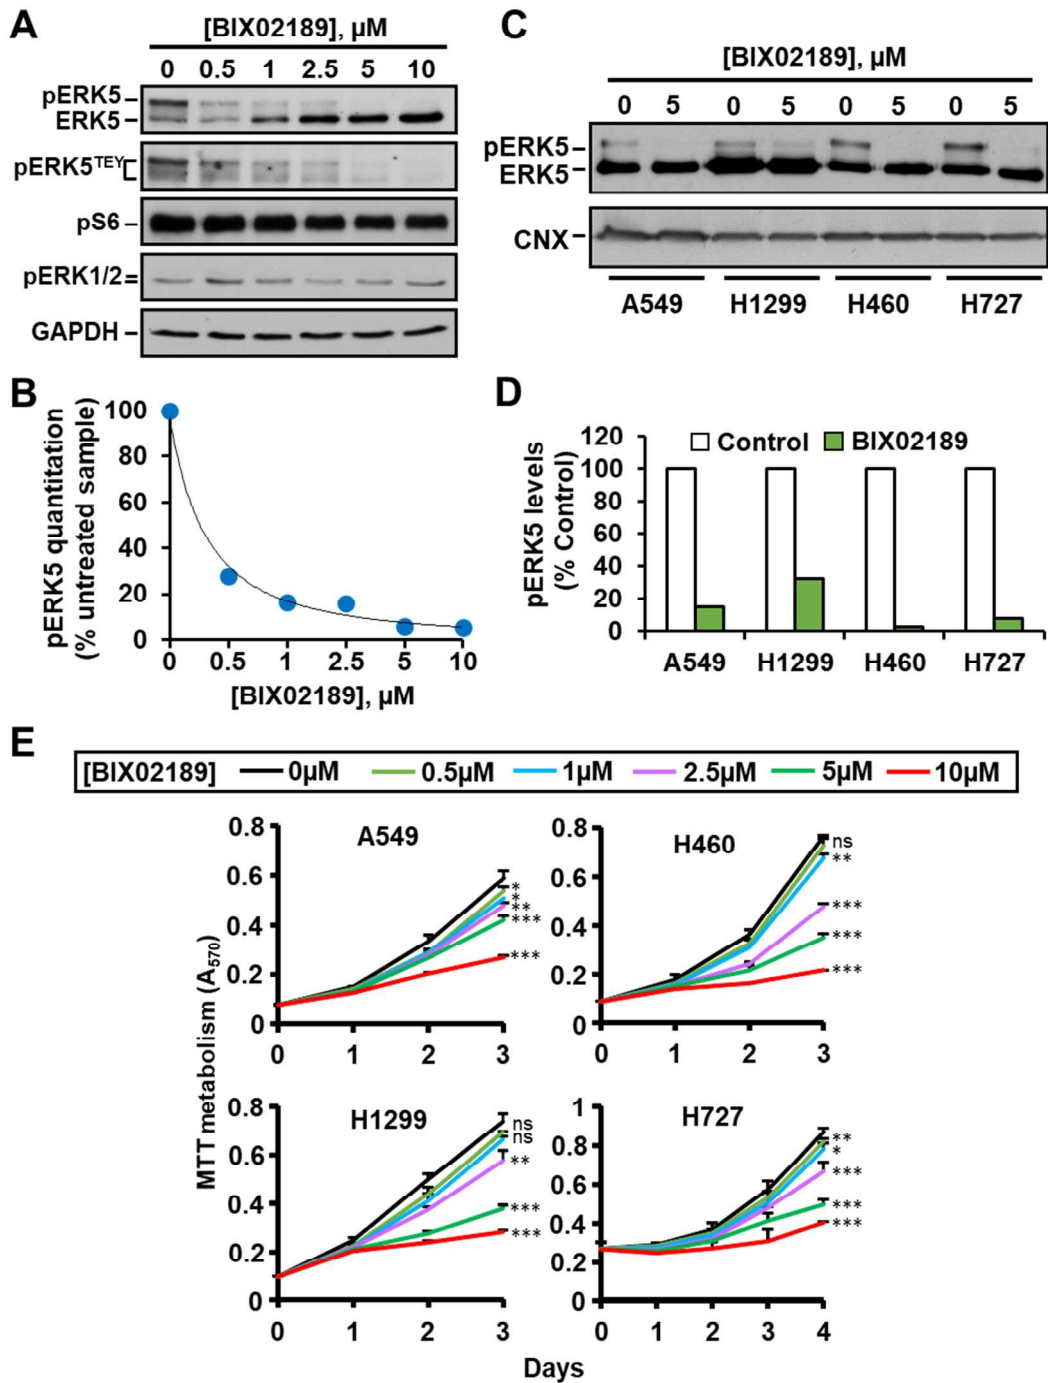 A
[BIX02189], µM
0 0.5 1 2.5 5 10
pERK5
ERK5
pERK5TEY
pS6
pERK1/2
GAPDH
B
pERK5 quantitation
(% untreated sample)
100
80
60
40
20
0
0 0.5 1 2.5 5 10
[BIX02189], µM
C
[BIX02189], µM
0 5 0 5 0 5 0 5
pERK5
ERK5
CNX
A549 H1299 H460 H727
D
pERK5 levels
(% Control)
120
100
80
60
40
20
0
Control BIX02189
A549 H1299 H460 H727
E
[BIX02189] 0µM 0.5µM 1µM 2.5µM 5µM 10µM
MTT metabolism (A570)
A549
0.8
0.6
0.4
0.2
0
*
*
**
***
***
0 1 2 3
H460
0.8
0.6
0.4
0.2
0
ns
**
***
***
***
0 1 2 3
H1299
0.8
0.6
0.4
0.2
0
ns
ns
**
***
***
0 1 2 3
H727
1
0.8
0.6
0.4
0.2
0
**
*
***
***
***
0 1 2 3 4
Days